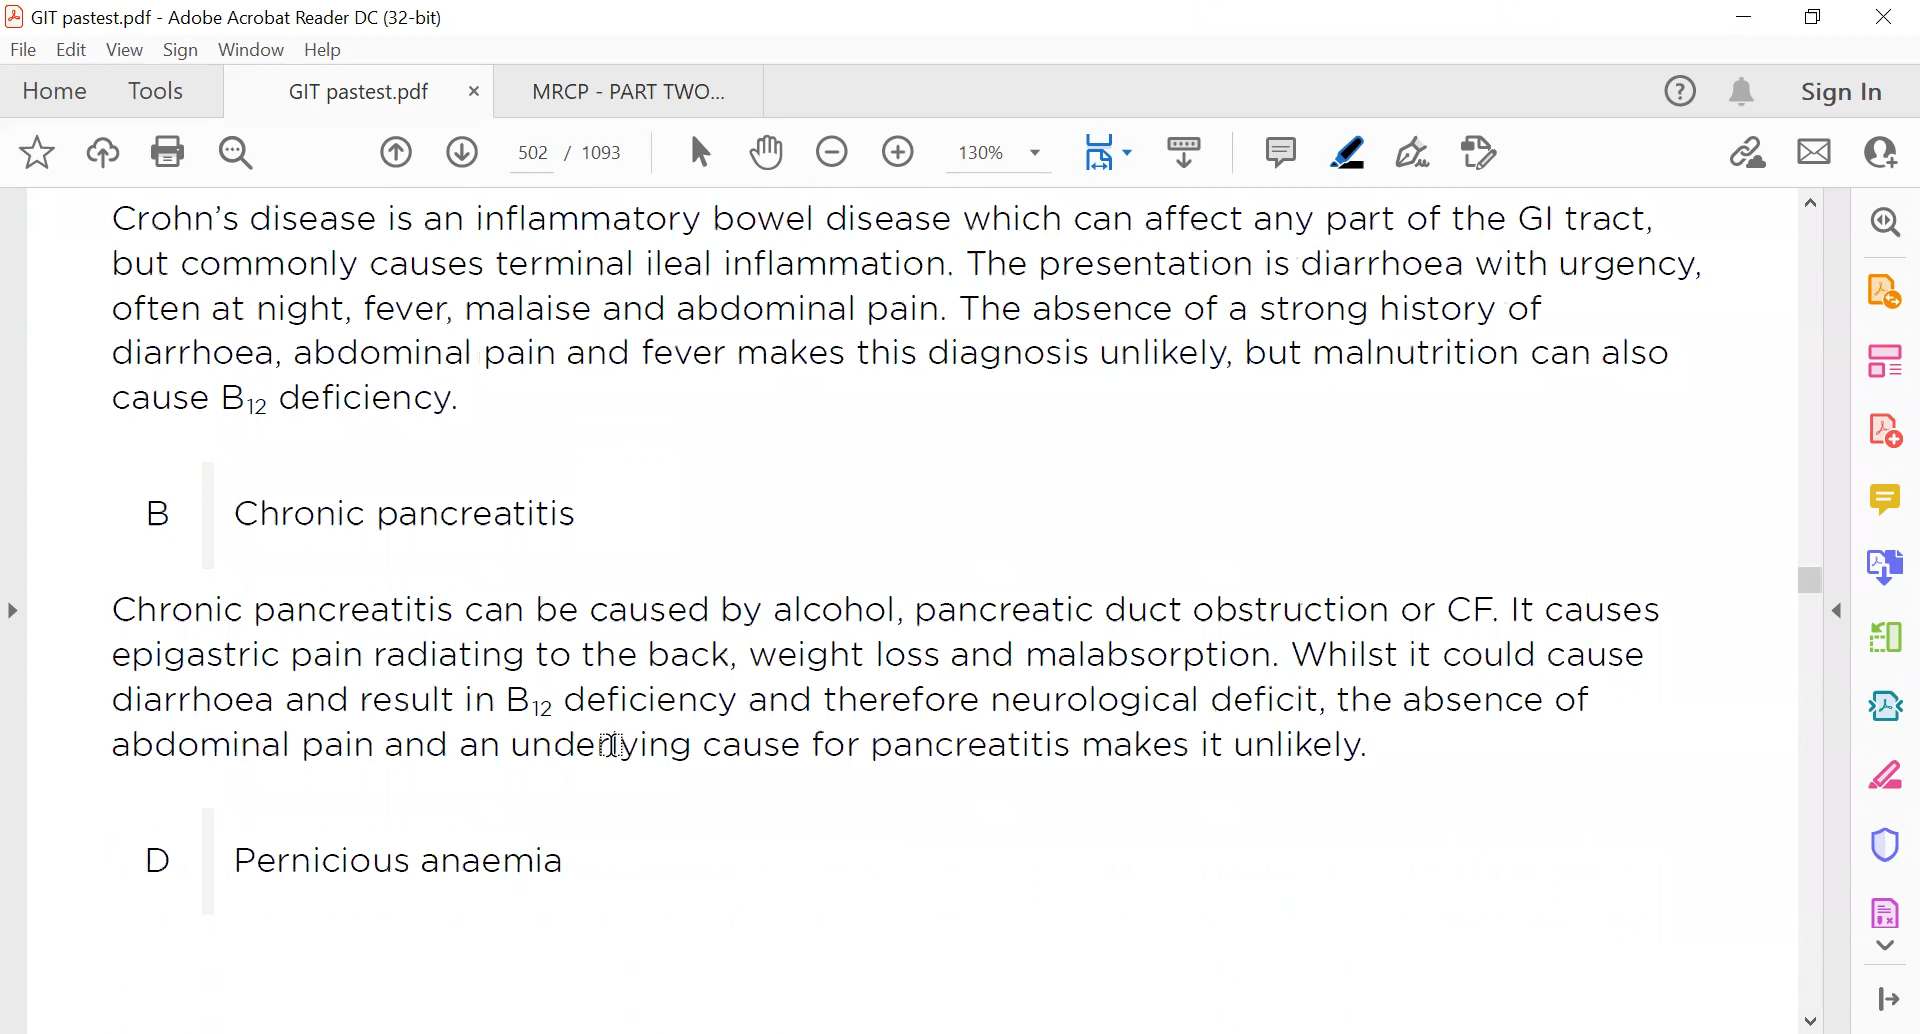 GIT pastest.pdf - Adobe Acrobat Reader DC (32-bit)
File Edit View Sign Window Help
Home Tools GIT pastest.pdf × MRCP - PART TWO... ? Sign In
502 / 1093 130%
Crohn's disease is an inflammatory bowel disease which can affect any part of the GI tract,
but commonly causes terminal ileal inflammation. The presentation is diarrhoea with urgency,
often at night, fever, malaise and abdominal pain. The absence of a strong history of
diarrhoea, abdominal pain and fever makes this diagnosis unlikely, but malnutrition can also
cause B₁₂ deficiency.
B Chronic pancreatitis
Chronic pancreatitis can be caused by alcohol, pancreatic duct obstruction or CF. It causes
epigastric pain radiating to the back, weight loss and malabsorption. Whilst it could cause
diarrhoea and result in B₁₂ deficiency and therefore neurological deficit, the absence of
abdominal pain and an underlying cause for pancreatitis makes it unlikely.
D Pernicious anaemia